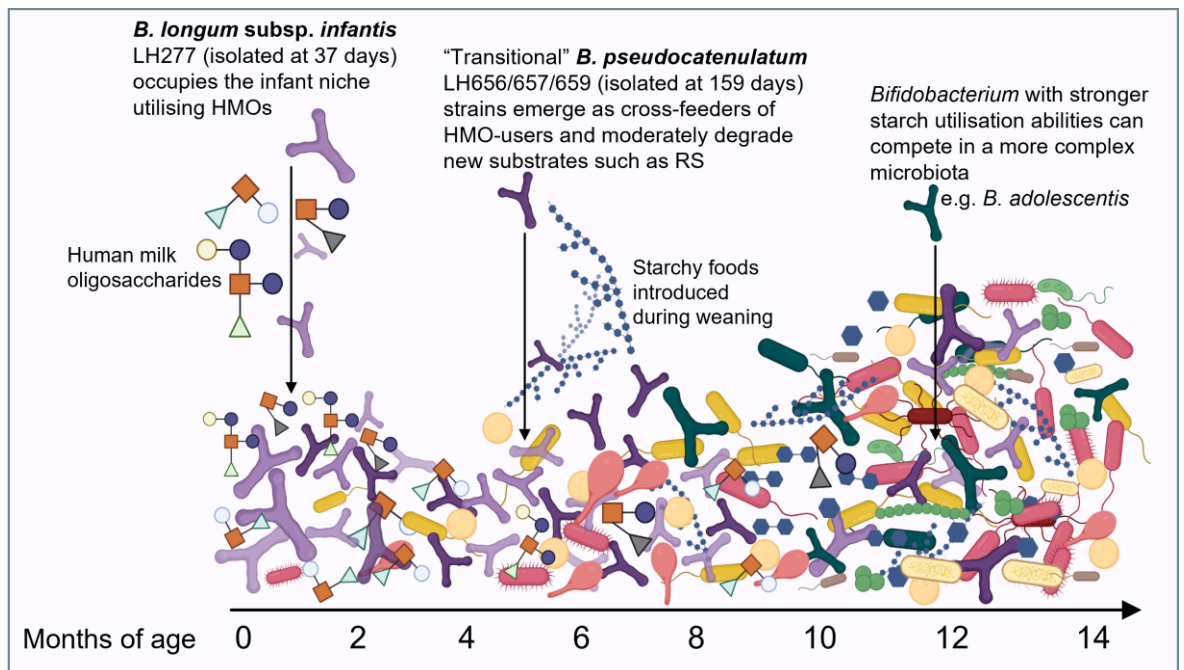 B. longum subsp. infantis
LH277 (isolated at 37 days)
occupies the infant niche
utilising HMOs
“Transitional” B. pseudocatenulatum
LH656/657/659 (isolated at 159 days)
strains emerge as cross-feeders of
HMO-users and moderately degrade
new substrates such as RS
Bifidobacterium with stronger
starch utilisation abilities can
compete in a more complex
microbiota
e.g. B. adolescentis
Human milk
oligosaccharides
Starchy foods
introduced
during weaning
Months of age 0 2 4 6 8 10 12 14